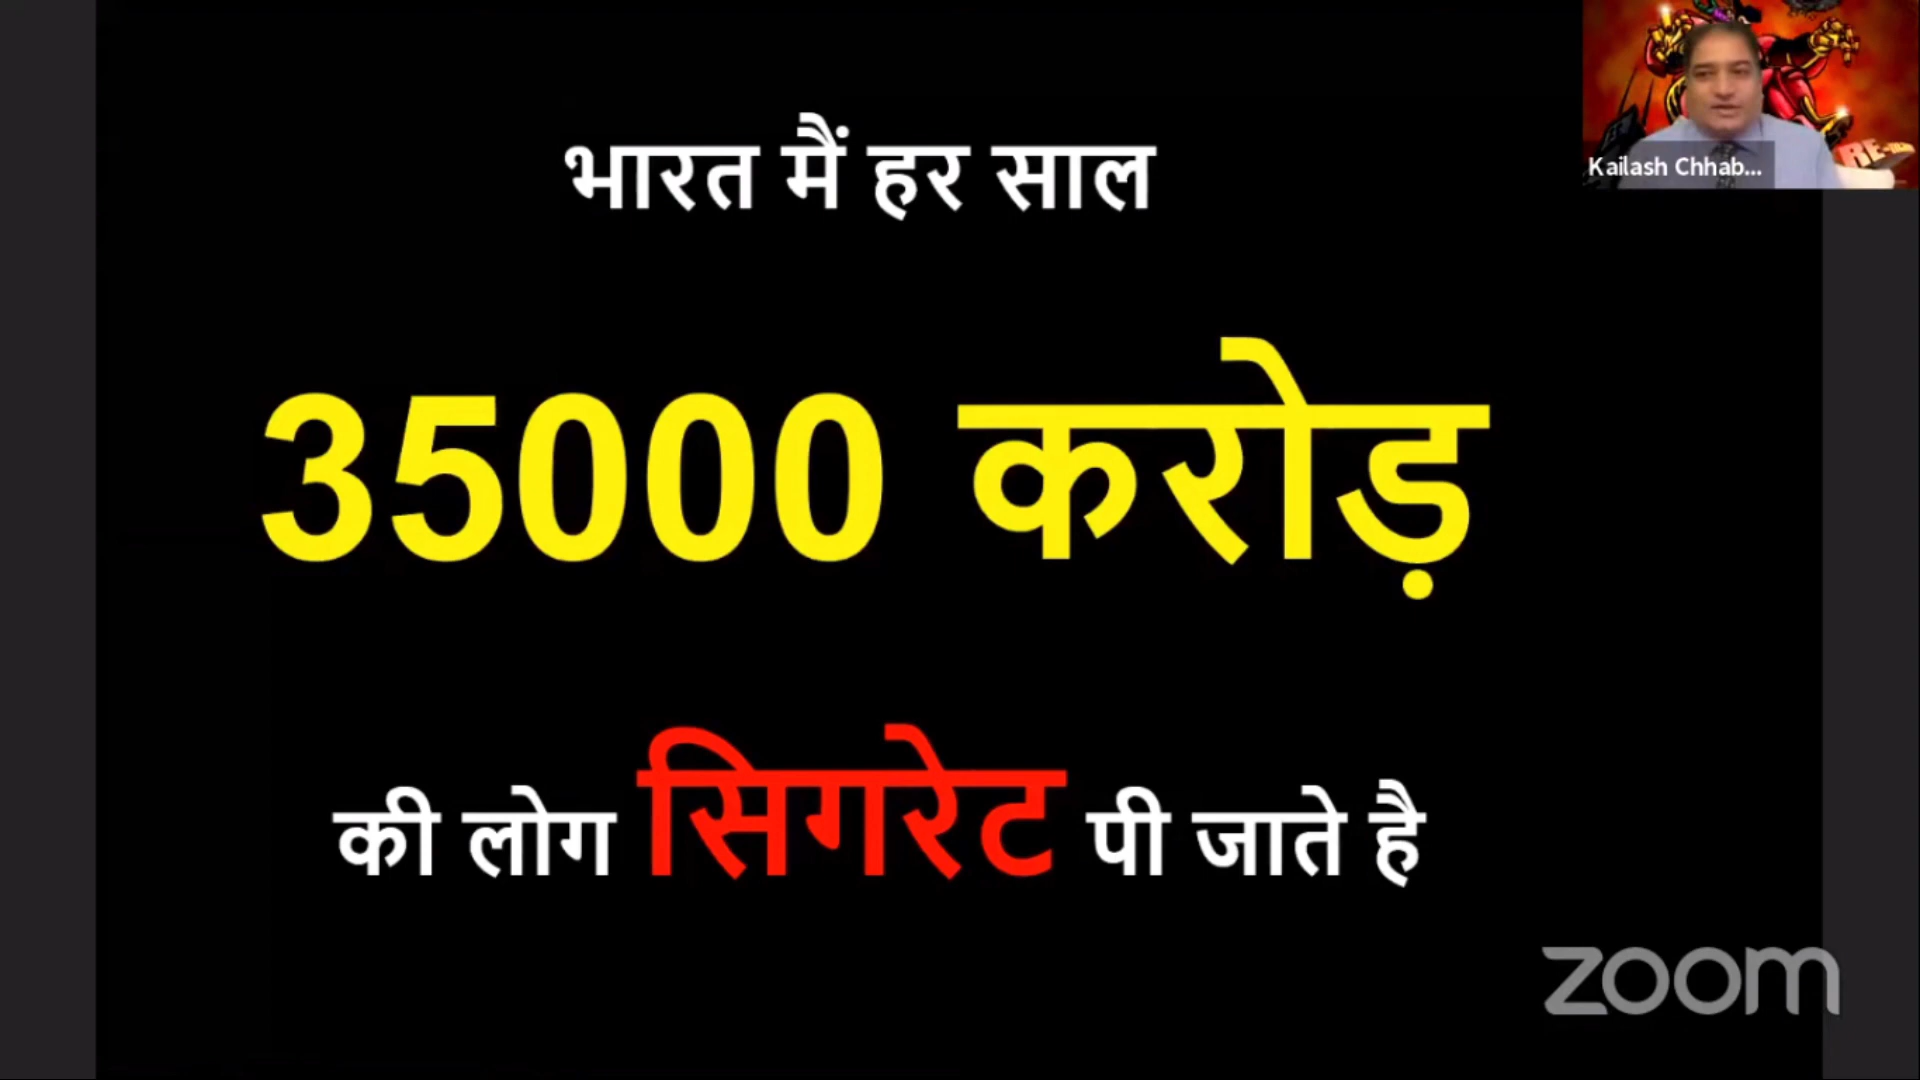 भारत मैं हर साल
35000 करोड़
की लोग सिगरेट पी जाते है
Kailash Chhab...
zoom